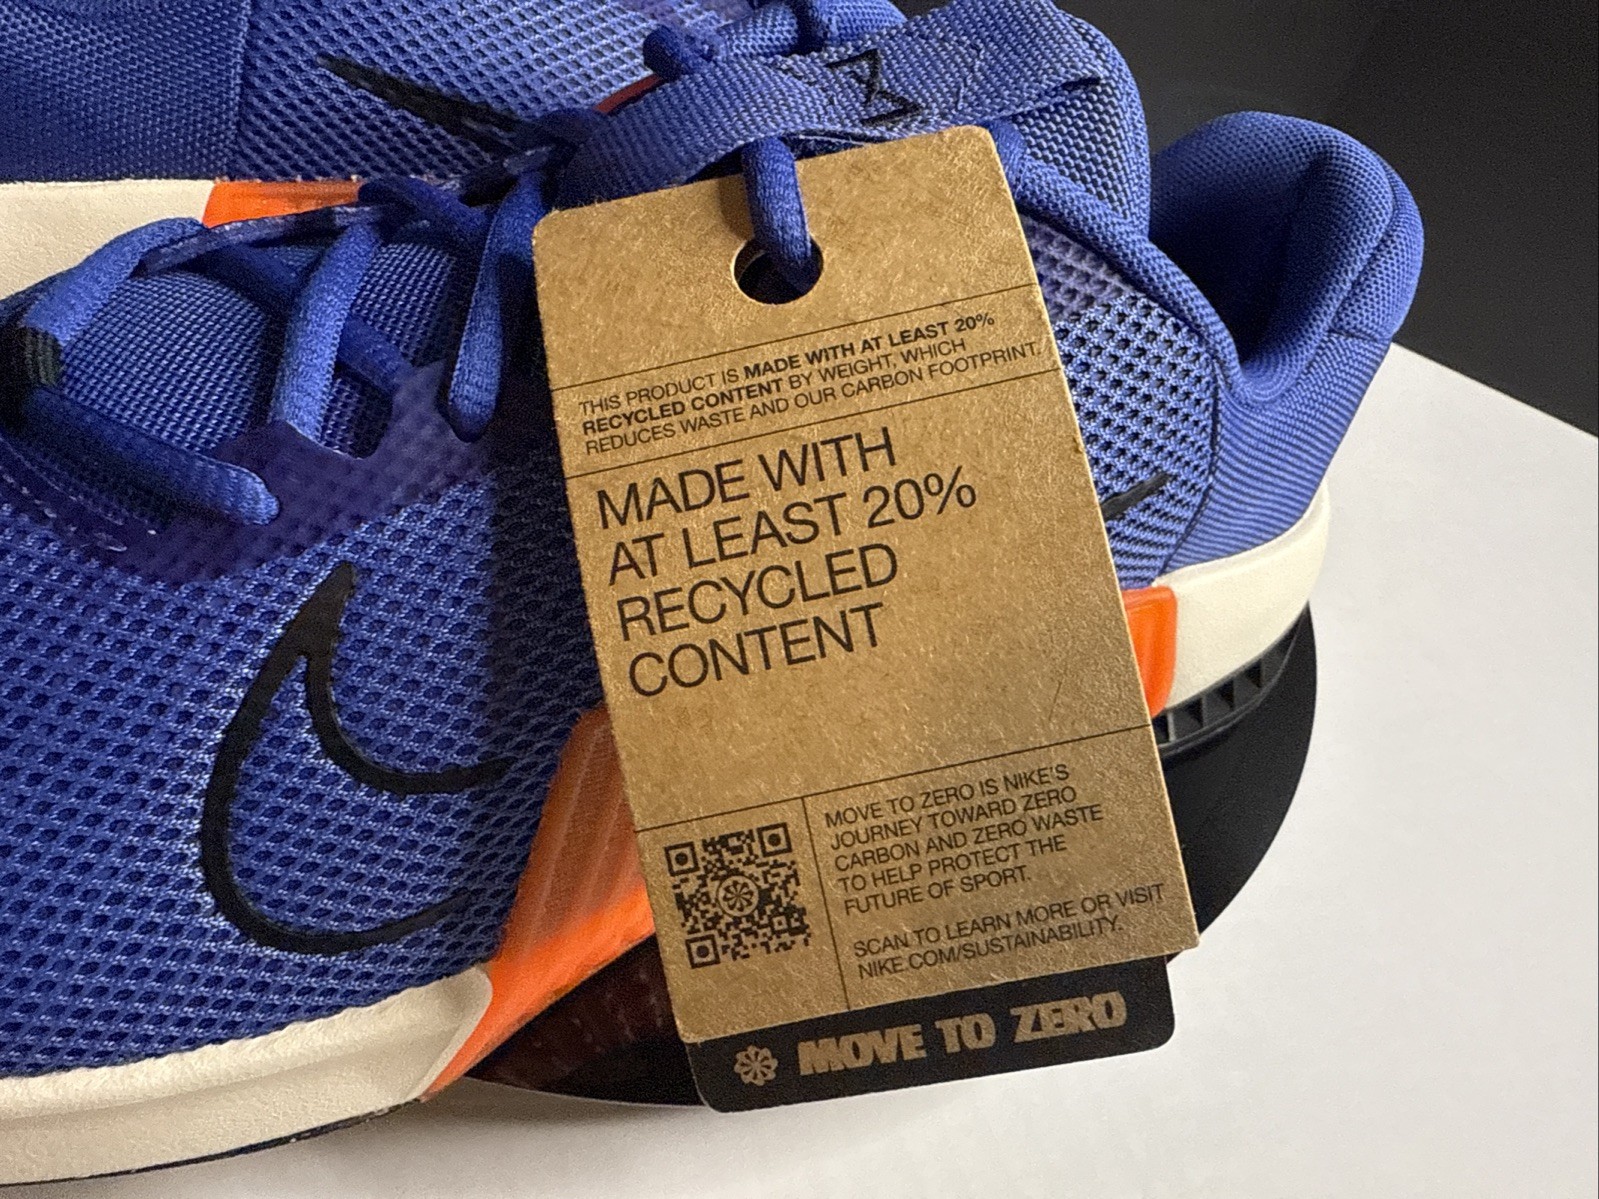 THIS PRODUCT IS MADE WITH AT LEAST 20%
RECYCLED CONTENT BY WEIGHT, WHICH
REDUCES WASTE AND OUR CARBON FOOTPRINT.
MADE WITH
AT LEAST 20%
RECYCLED
CONTENT
MOVE TO ZERO IS NIKE'S
JOURNEY TOWARD ZERO
CARBON AND ZERO WASTE
TO HELP PROTECT THE
FUTURE OF SPORT.
SCAN TO LEARN MORE OR VISIT
NIKE.COM/SUSTAINABILITY.
MOVE TO ZERO